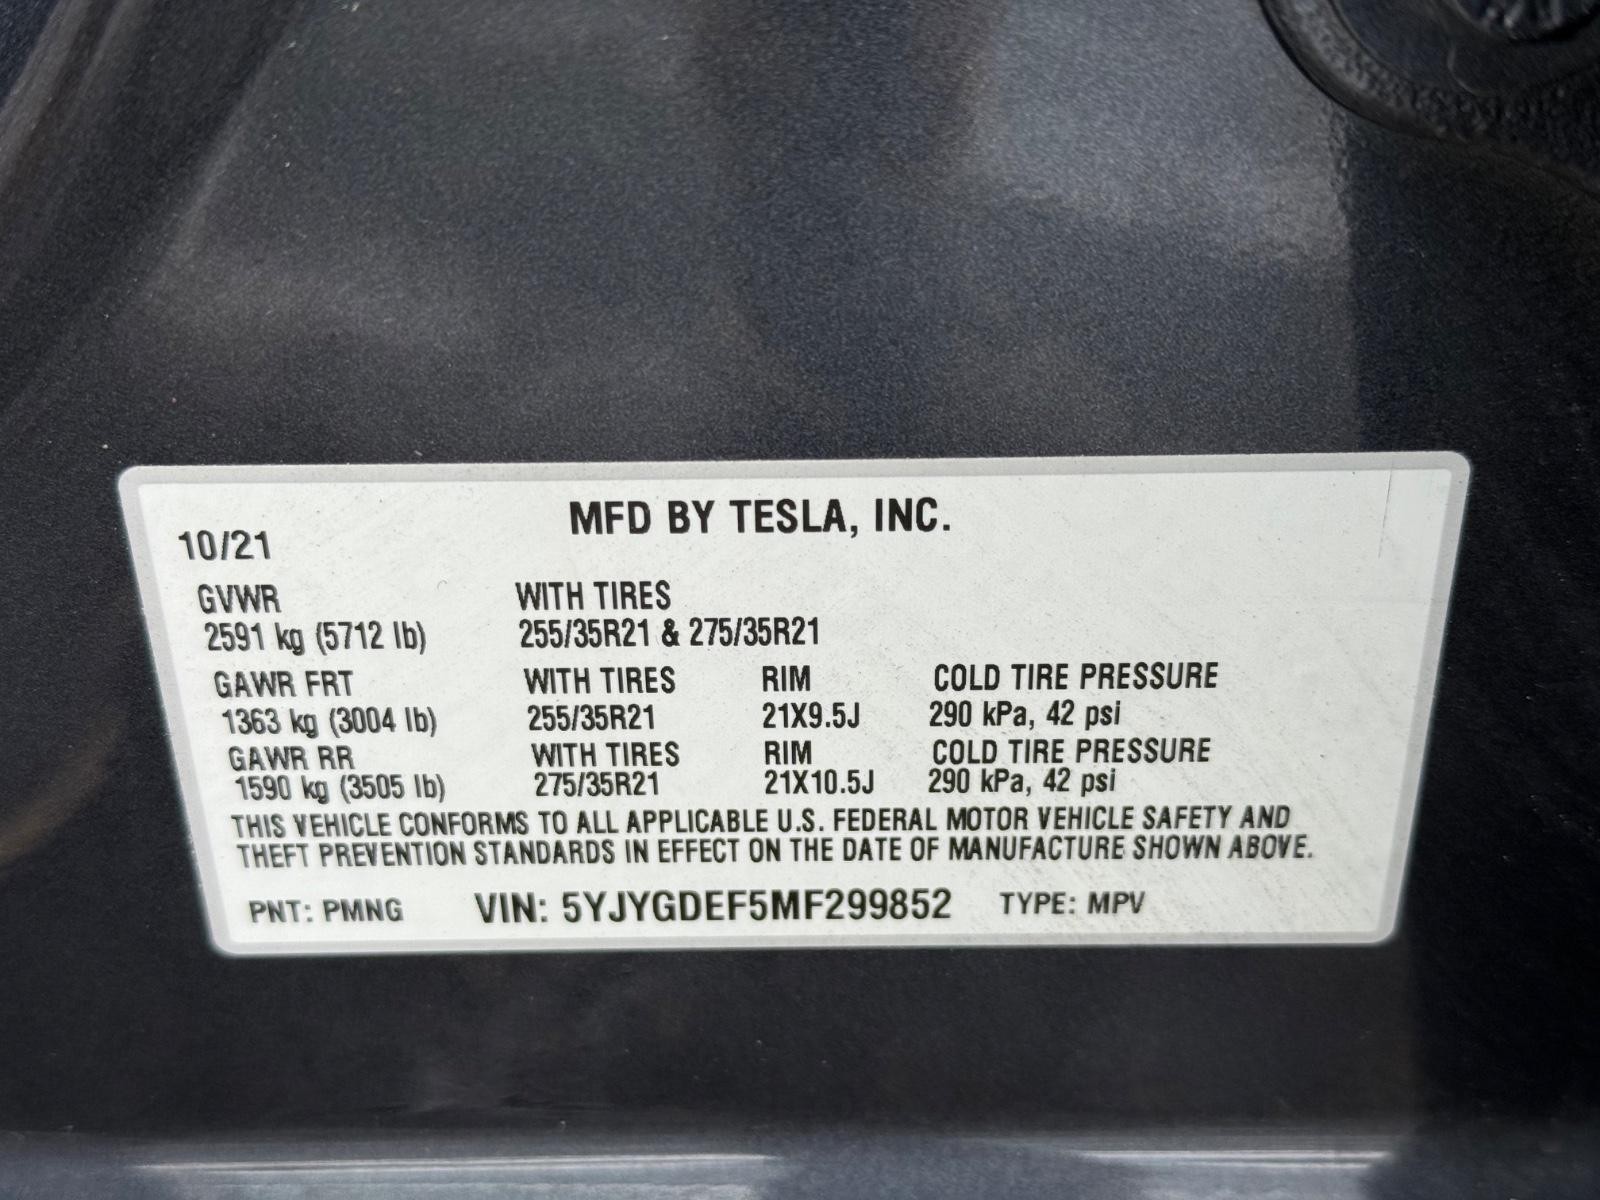 MFD BY TESLA, INC.
10/21
GVWR WITH TIRES
2591 kg (5712 lb) 255/35R21 & 275/35R21
GAWR FRT WITH TIRES RIM COLD TIRE PRESSURE
1363 kg (3004 lb) 255/35R21 21X9.5J 290 kPa, 42 psi
GAWR RR WITH TIRES RIM COLD TIRE PRESSURE
1590 kg (3505 lb) 275/35R21 21X10.5J 290 kPa, 42 psi
THIS VEHICLE CONFORMS TO ALL APPLICABLE U.S. FEDERAL MOTOR VEHICLE SAFETY AND
THEFT PREVENTION STANDARDS IN EFFECT ON THE DATE OF MANUFACTURE SHOWN ABOVE.
PNT: PMNG VIN: 5YJYGDEF5MF299852 TYPE: MPV